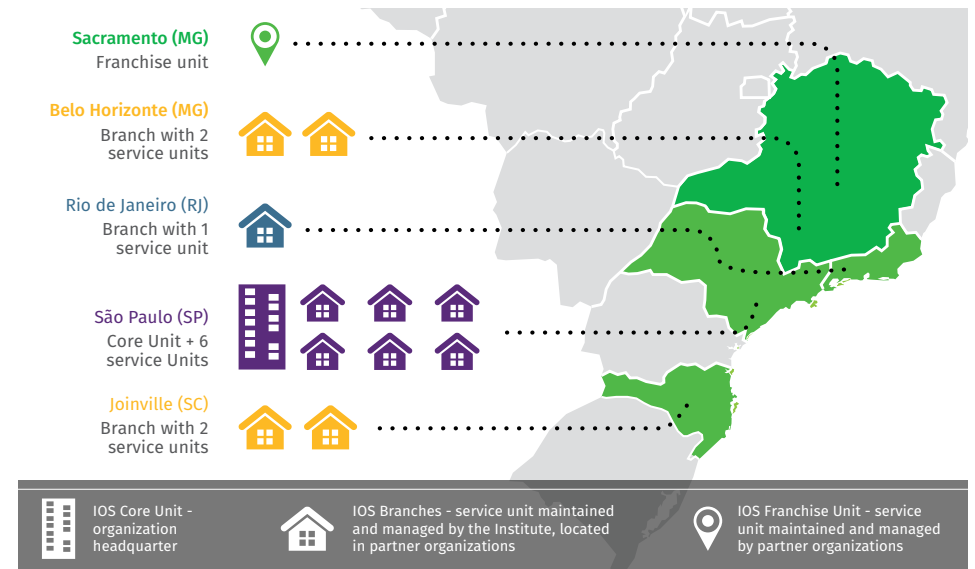 Sacramento (MG)
Franchise unit
Belo Horizonte (MG)
Branch with 2
service units
Rio de Janeiro (RJ)
Branch with 1
service unit
São Paulo (SP)
Core Unit + 6
service Units
Joinville (SC)
Branch with 2
service units
IOS Core Unit -
organization
headquarter
IOS Branches - service unit maintained
and managed by the Institute, located
in partner organizations
IOS Franchise Unit - service
unit maintained and managed
by partner organizations